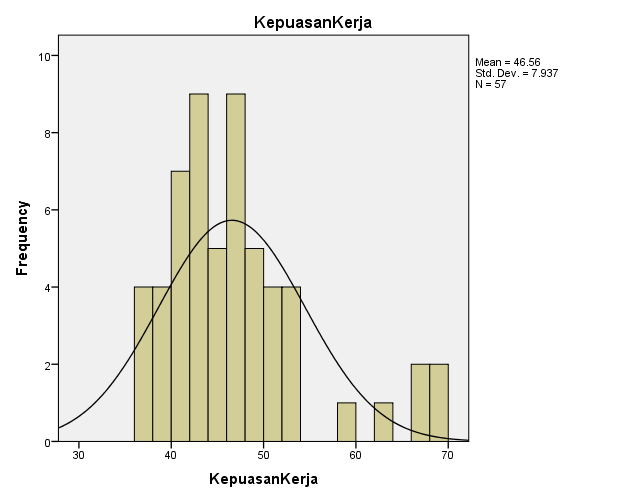 KepuasanKerja
Mean = 46.56
Std. Dev. = 7.937
N = 57
Frequency
10
8
6
4
2
0
30 40 50 60 70
KepuasanKerja